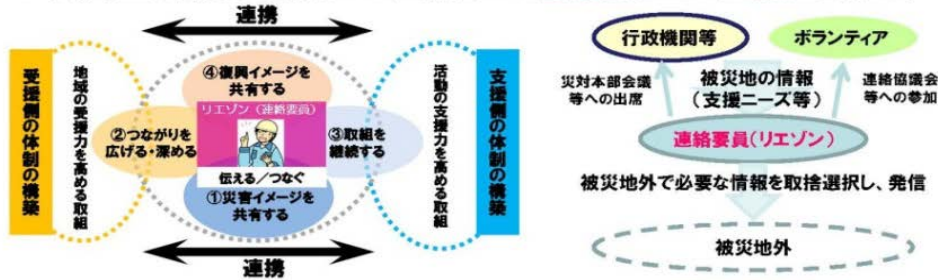 連携
受援側の体制の構築
地域の受援力を高める取組
④復興イメージを
共有する
リエゾン（連絡要員）
②つながりを
広げる・深める
③取組を
継続する
伝える／つなぐ
①災害イメージを
共有する
活動の支援力を高める取組
支援側の体制の構築
連携
行政機関等
ボランティア
災対本部会議
等への出席
被災地の情報
（支援ニーズ等）
連絡協議会
等への参加
連絡要員（リエゾン）
被災地外で必要な情報を取捨選択し、発信
被災地外